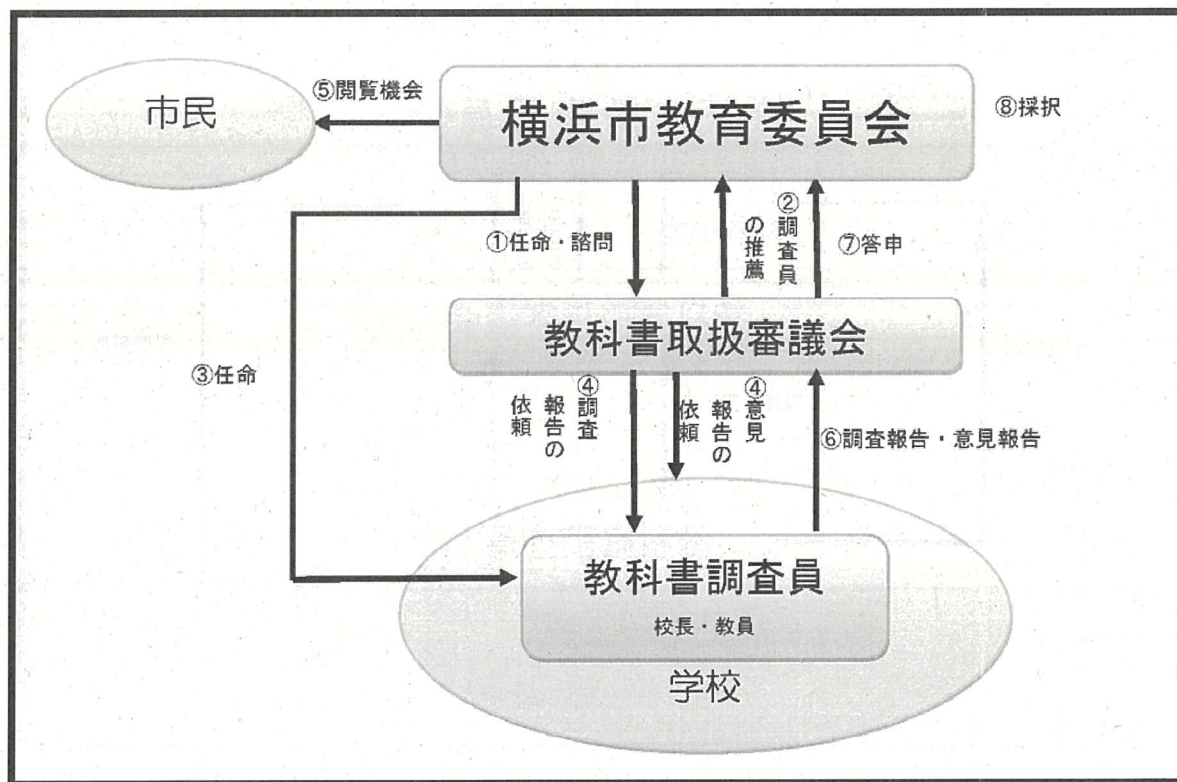 市民
⑤閲覧機会
横浜市教育委員会
⑧採択
①任命・諮問
②調査員
の推薦
⑦答申
教科書取扱審議会
③任命
④調査
報告の
依頼
④意見
報告の
依頼
⑥調査報告・意見報告
教科書調査員
校長・教員
学校